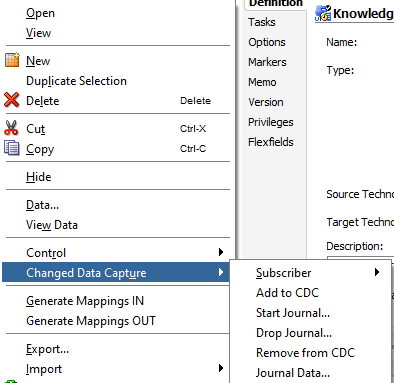 Open
View
New
Duplicate Selection
Delete Delete
Cut Ctrl-X
Copy Ctrl-C
Hide
Data...
View Data
Control
Changed Data Capture
Generate Mappings IN
Generate Mappings OUT
Export...
Import
Subscriber
Add to CDC
Start Journal...
Drop Journal...
Remove from CDC
Journal Data...
Definition
Tasks
Options
Markers
Memo
Version
Privileges
Flexfields
Knowledg
Name:
Type:
Source Techno
Target Techno
Description: